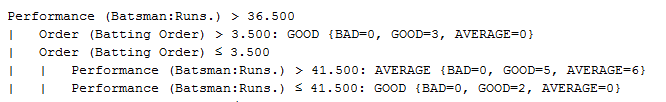 Performance (Batsman:Runs.) > 36.500
|   Order (Batting Order) > 3.500: GOOD {BAD=0, GOOD=3, AVERAGE=0}
|   Order (Batting Order) ≤ 3.500
|   |   Performance (Batsman:Runs.) > 41.500: AVERAGE {BAD=0, GOOD=5, AVERAGE=6}
|   |   Performance (Batsman:Runs.) ≤ 41.500: GOOD {BAD=0, GOOD=2, AVERAGE=0}